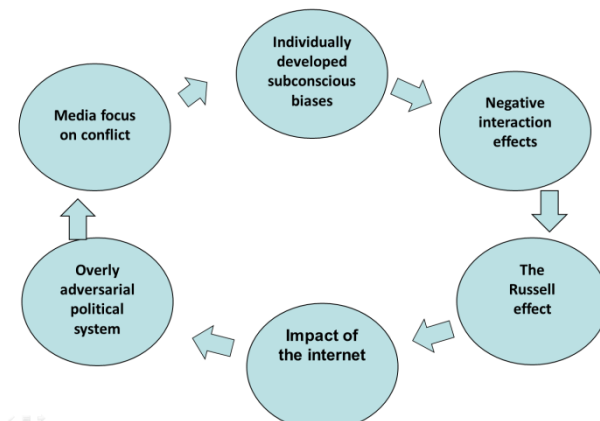 Individually
developed
subconscious
biases
Negative
interaction
effects
The
Russell
effect
Impact of
the internet
Overly
adversarial
political
system
Media focus
on conflict